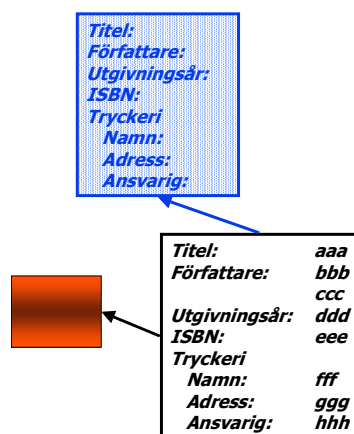 Titel:
Författare:
Utgivningsår:
ISBN:
Tryckeri
Namn:
Adress:
Ansvarig:
Titel: aaa
Författare: bbb
ccc
Utgivningsår: ddd
ISBN: eee
Tryckeri
Namn: fff
Adress: ggg
Ansvarig: hhh